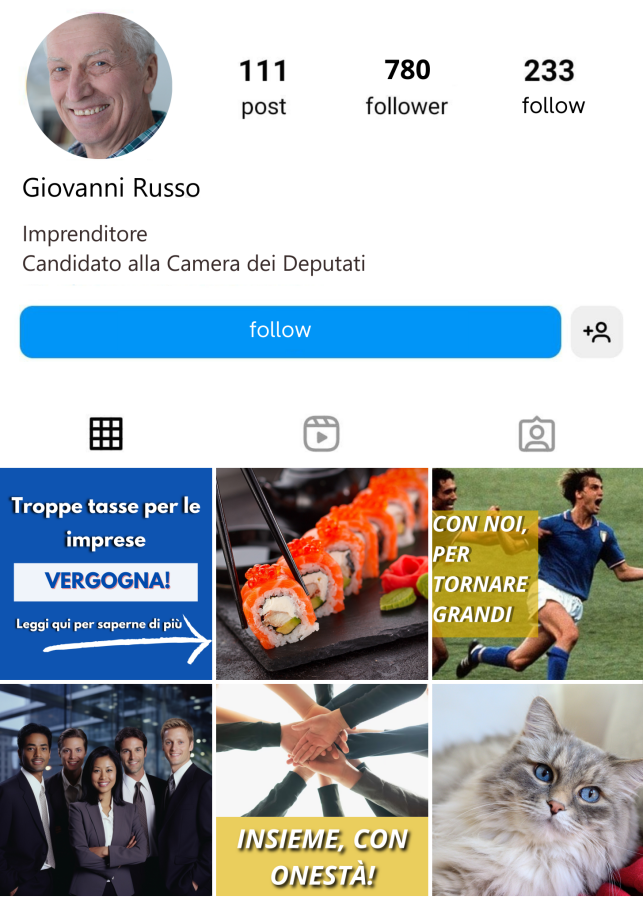 111 780 233
post follower follow
Giovanni Russo
Imprenditore
Candidato alla Camera dei Deputati
follow
Troppe tasse per le
imprese
VERGOGNA!
Leggi qui per saperne di più
CON NOI,
PER
TORNARE
GRANDI
INSIEME, CON
ONESTÀ!